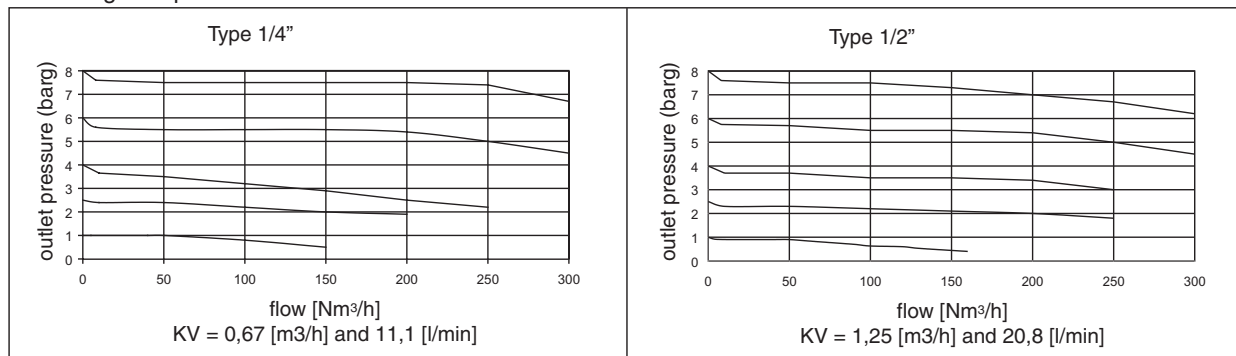 Type 1/4”
outlet pressure (barg)
8
7
6
5
4
3
2
1
0
0 50 100 150 200 250 300
flow [Nm³/h]
KV = 0,67 [m3/h] and 11,1 [l/min]
Type 1/2”
outlet pressure (barg)
8
7
6
5
4
3
2
1
0
0 50 100 150 200 250 300
flow [Nm³/h]
KV = 1,25 [m3/h] and 20,8 [l/min]